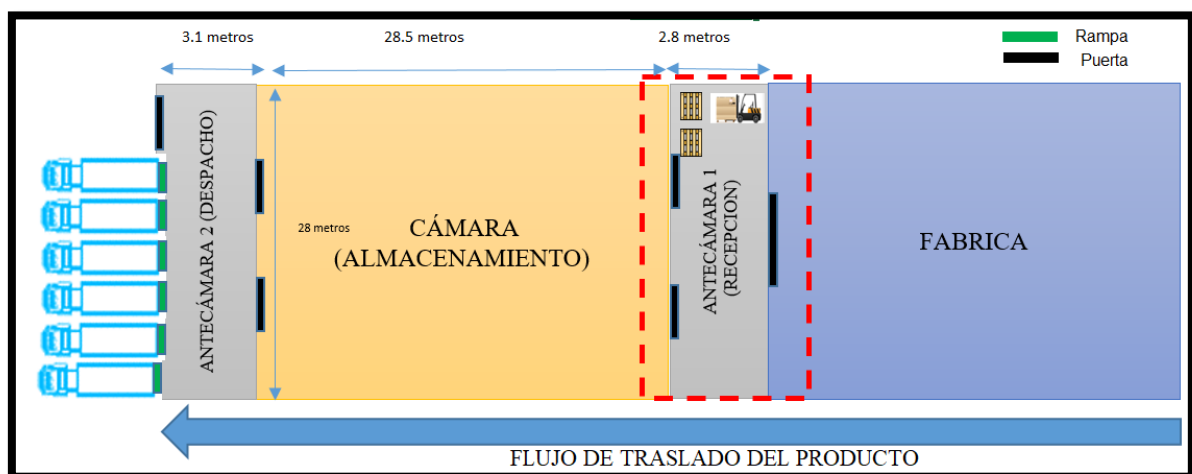 3.1 metros
28.5 metros
2.8 metros
Rampa
Puerta
ANTECÁMARA 2 (DESPACHO)
28 metros
CÁMARA
(ALMACENAMIENTO)
ANTECÁMARA 1
(RECEPCION)
FABRICA
FLUJO DE TRASLADO DEL PRODUCTO